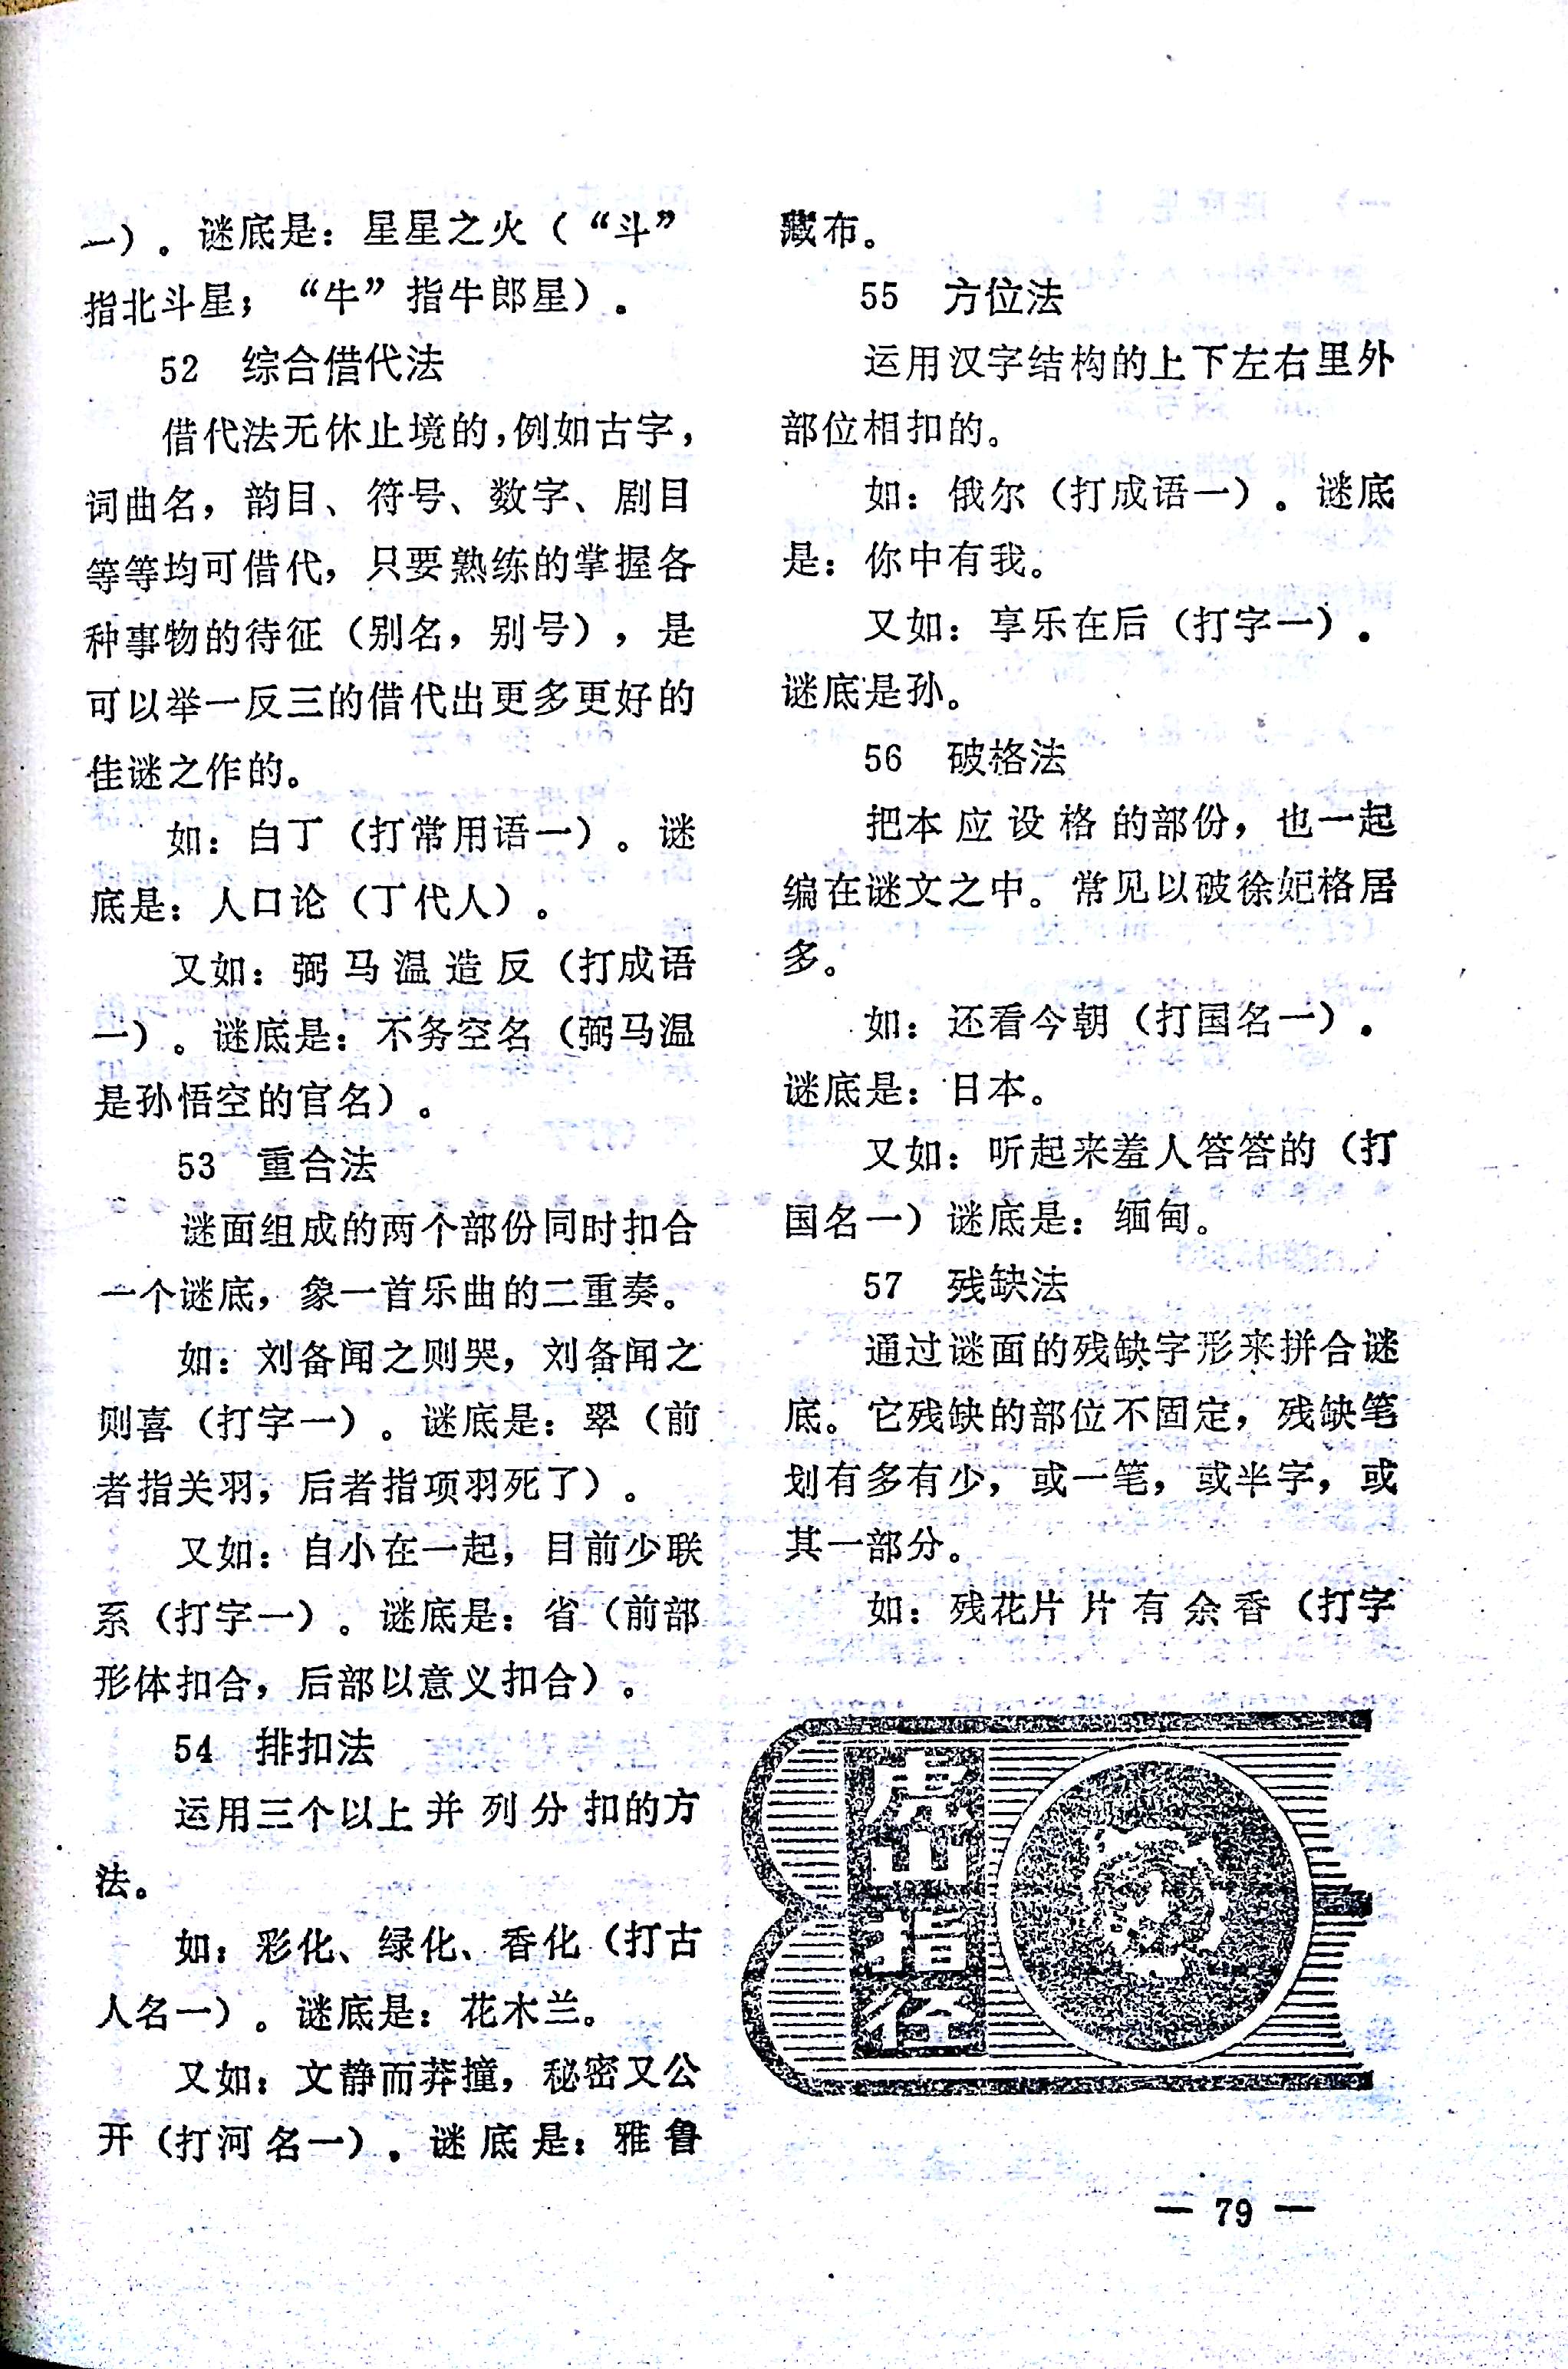 一）。谜底是：星星之火（“斗”
指北斗星；“牛”指牛郎星）。
52 综合借代法
借代法无休止境的，例如古字，
词曲名，韵目、符号、数字、剧目
等等均可借代，只要熟练的掌握各
种事物的待征（别名，别号），是
可以举一反三的借代出更多更好的
佳谜之作的。
如：白丁（打常用语一）。谜
底是：人口论（丁代人）。
又如：弼马温造反（打成语
一）。谜底是：不务空名（弼马温
是孙悟空的官名）。
53 重合法
谜面组成的两个部份同时扣合
一个谜底，象一首乐曲的二重奏。
如：刘备闻之则哭，刘备闻之
则喜（打字一）。谜底是：翠（前
者指关羽，后者指项羽死了）。
又如：自小在一起，目前少联
系（打字一）。谜底是：省（前部
形体扣合，后部以意义扣合）。
54 排扣法
运用三个以上并列分扣的方
法。
如：彩化、绿化、香化（打古
人名一）。谜底是：花木兰。
又如：文静而莽撞，秘密又公
开（打河名一）。谜底是：雅鲁
藏布。
55 方位法
运用汉字结构的上下左右里外
部位相扣的。
如：俄尔（打成语一）。谜底
是：你中有我。
又如：享乐在后（打字一）。
谜底是孙。
56 破格法
把本应设格的部份，也一起
编在谜文之中。常见以破徐妃格居
多。
如：还看今朝（打国名一）。
谜底是：日本。
又如：听起来羞人答答的（打
国名一）谜底是：缅甸。
57 残缺法
通过谜面的残缺字形来拼合谜
底。它残缺的部位不固定，残缺笔
划有多有少，或一笔，或半字，或
其一部分。
如：残花片片有余香（打字
虎山指径
— 79 —